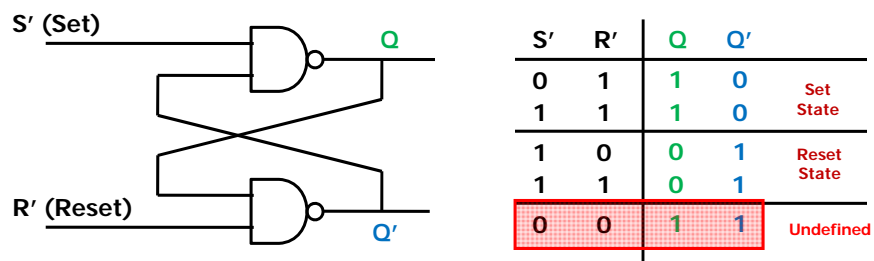 S' (Set)
Q
R' (Reset)
Q'
S' R' Q Q'
0 1 1 0
Set
1 1 1 0
State
1 0 0 1
Reset
State
1 1 0 1
0 0 1 1
Undefined